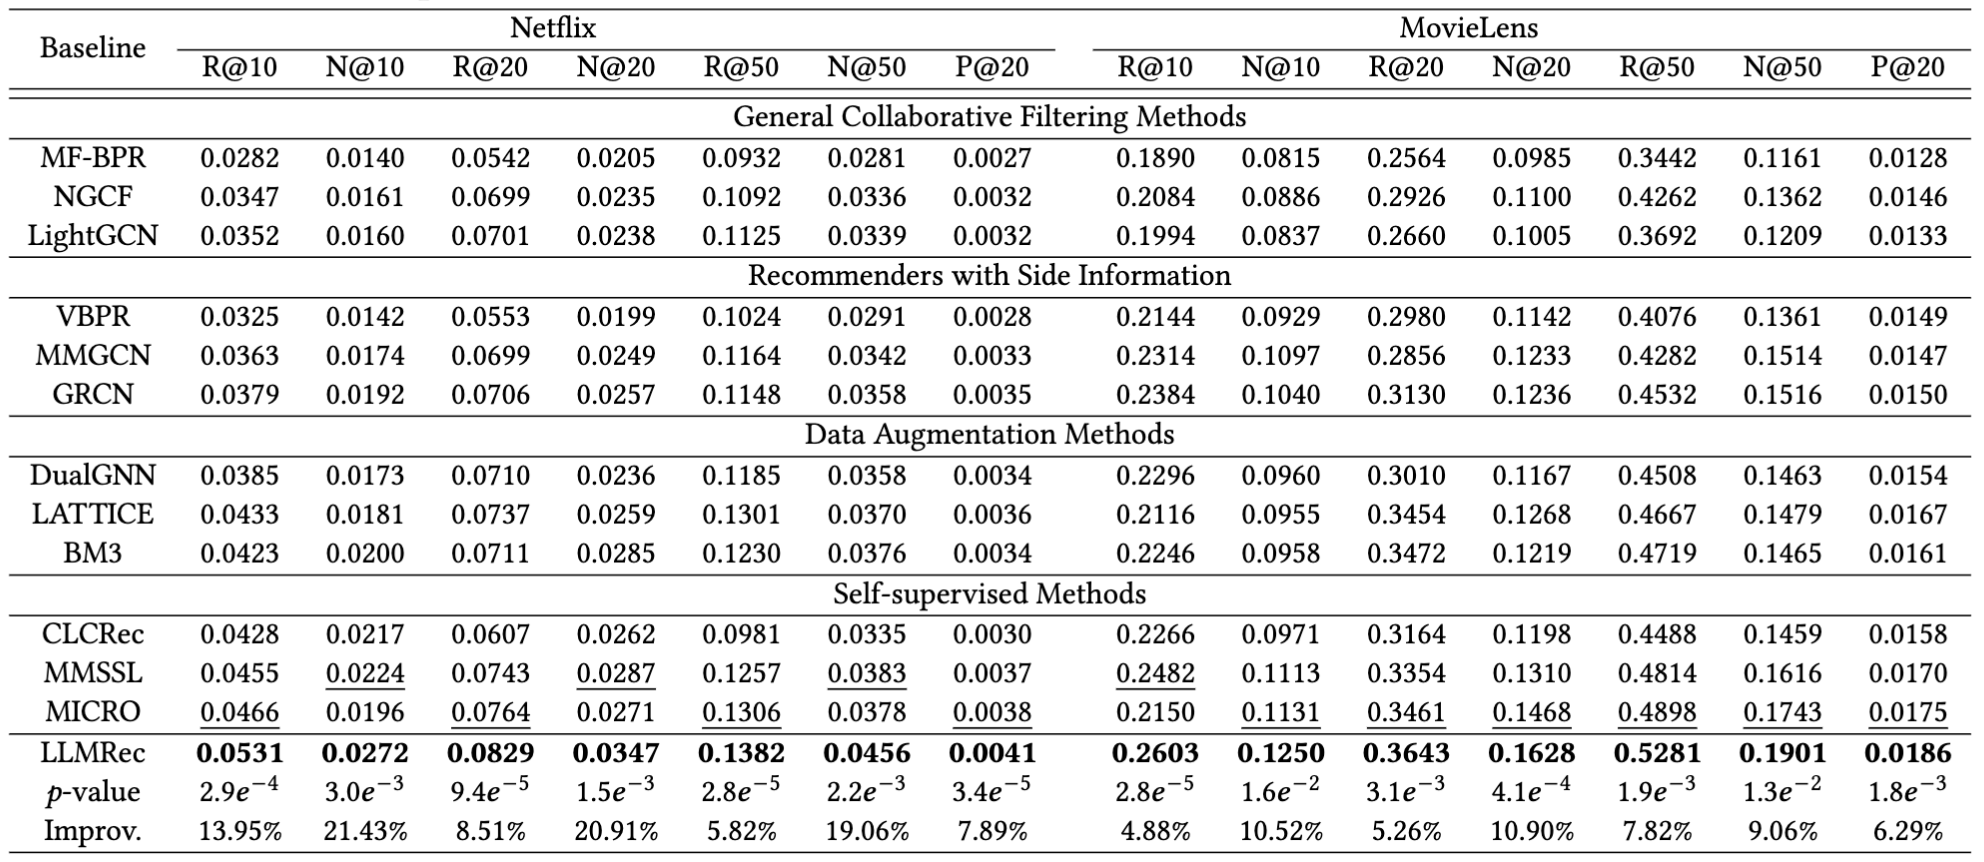 Netflix MovieLens
Baseline
R@10 N@10 R@20 N@20 R@50 N@50 P@20 R@10 N@10 R@20 N@20 R@50 N@50 P@20
General Collaborative Filtering Methods
MF-BPR 0.0282 0.0140 0.0542 0.0205 0.0932 0.0281 0.0027 0.1890 0.0815 0.2564 0.0985 0.3442 0.1161 0.0128
NGCF 0.0347 0.0161 0.0699 0.0235 0.1092 0.0336 0.0032 0.2084 0.0886 0.2926 0.1100 0.4262 0.1362 0.0146
LightGCN 0.0352 0.0160 0.0701 0.0238 0.1125 0.0339 0.0032 0.1994 0.0837 0.2660 0.1005 0.3692 0.1209 0.0133
Recommenders with Side Information
VBPR 0.0325 0.0142 0.0553 0.0199 0.1024 0.0291 0.0028 0.2144 0.0929 0.2980 0.1142 0.4076 0.1361 0.0149
MMGCN 0.0363 0.0174 0.0699 0.0249 0.1164 0.0342 0.0033 0.2314 0.1097 0.2856 0.1233 0.4282 0.1514 0.0147
GRCN 0.0379 0.0192 0.0706 0.0257 0.1148 0.0358 0.0035 0.2384 0.1040 0.3130 0.1236 0.4532 0.1516 0.0150
Data Augmentation Methods
DualGNN 0.0385 0.0173 0.0710 0.0236 0.1185 0.0358 0.0034 0.2296 0.0960 0.3010 0.1167 0.4508 0.1463 0.0154
LATTICE 0.0433 0.0181 0.0737 0.0259 0.1301 0.0370 0.0036 0.2116 0.0955 0.3454 0.1268 0.4667 0.1479 0.0167
BM3 0.0423 0.0200 0.0711 0.0285 0.1230 0.0376 0.0034 0.2246 0.0958 0.3472 0.1219 0.4719 0.1465 0.0161
Self-supervised Methods
CLCRec 0.0428 0.0217 0.0607 0.0262 0.0981 0.0335 0.0030 0.2266 0.0971 0.3164 0.1198 0.4488 0.1459 0.0158
MMSSL 0.0455 0.0224 0.0743 0.0287 0.1257 0.0383 0.0037 0.2482 0.1113 0.3354 0.1310 0.4814 0.1616 0.0170
MICRO 0.0466 0.0196 0.0764 0.0271 0.1306 0.0378 0.0038 0.2150 0.1131 0.3461 0.1468 0.4898 0.1743 0.0175
LLMRec 0.0531 0.0272 0.0829 0.0347 0.1382 0.0456 0.0041 0.2603 0.1250 0.3643 0.1628 0.5281 0.1901 0.0186
p-value 2.9e⁻⁴ 3.0e⁻³ 9.4e⁻⁵ 1.5e⁻³ 2.8e⁻⁵ 2.2e⁻³ 3.4e⁻⁵ 2.8e⁻⁵ 1.6e⁻² 3.1e⁻³ 4.1e⁻⁴ 1.9e⁻³ 1.3e⁻² 1.8e⁻³
Improv. 13.95% 21.43% 8.51% 20.91% 5.82% 19.06% 7.89% 4.88% 10.52% 5.26% 10.90% 7.82% 9.06% 6.29%